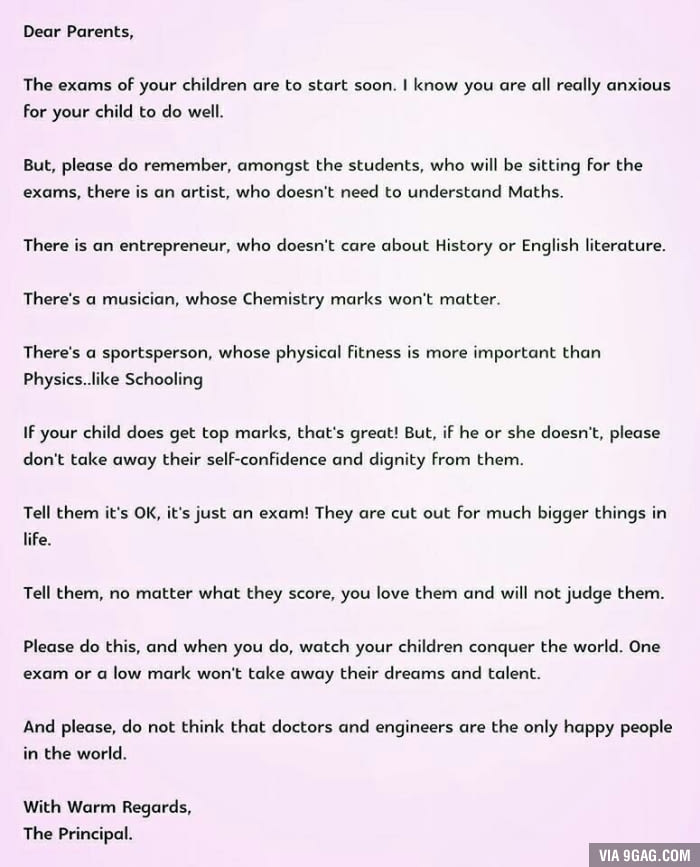 Dear Parents,
The exams of your children are to start soon. I know you are all really anxious
for your child to do well.
But, please do remember, amongst the students, who will be sitting for the
exams, there is an artist, who doesn't need to understand Maths.
There is an entrepreneur, who doesn't care about History or English literature.
There's a musician, whose Chemistry marks won't matter.
There's a sportsperson, whose physical fitness is more important than
Physics..like Schooling
If your child does get top marks, that's great! But, if he or she doesn't, please
don't take away their self-confidence and dignity from them.
Tell them it's OK, it's just an exam! They are cut out for much bigger things in
life.
Tell them, no matter what they score, you love them and will not judge them.
Please do this, and when you do, watch your children conquer the world. One
exam or a low mark won't take away their dreams and talent.
And please, do not think that doctors and engineers are the only happy people
in the world.
With Warm Regards,
The Principal.
VIA 9GAG.COM